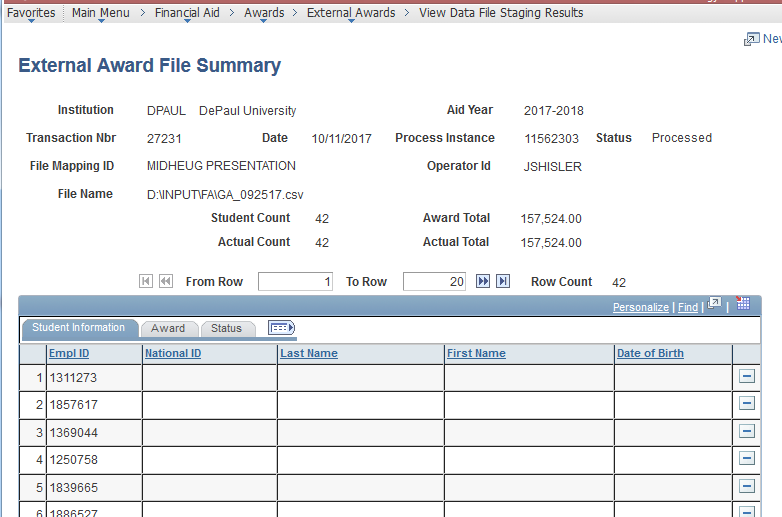 Favorites Main Menu > Financial Aid > Awards > External Awards > View Data File Staging Results
New
External Award File Summary
Institution DPAUL DePaul University Aid Year 2017-2018
Transaction Nbr 27231 Date 10/11/2017 Process Instance 11562303 Status Processed
File Mapping ID MIDHEUG PRESENTATION Operator Id JSHISLER
File Name D:\INPUT\FA\GA_092517.csv
Student Count 42 Award Total 157,524.00
Actual Count 42 Actual Total 157,524.00
From Row 1 To Row 20 Row Count 42
Personalize | Find | |
Student Information Award Status
Empl ID National ID Last Name First Name Date of Birth
1 1311273
2 1857617
3 1369044
4 1250758
5 1839665
6 1886527